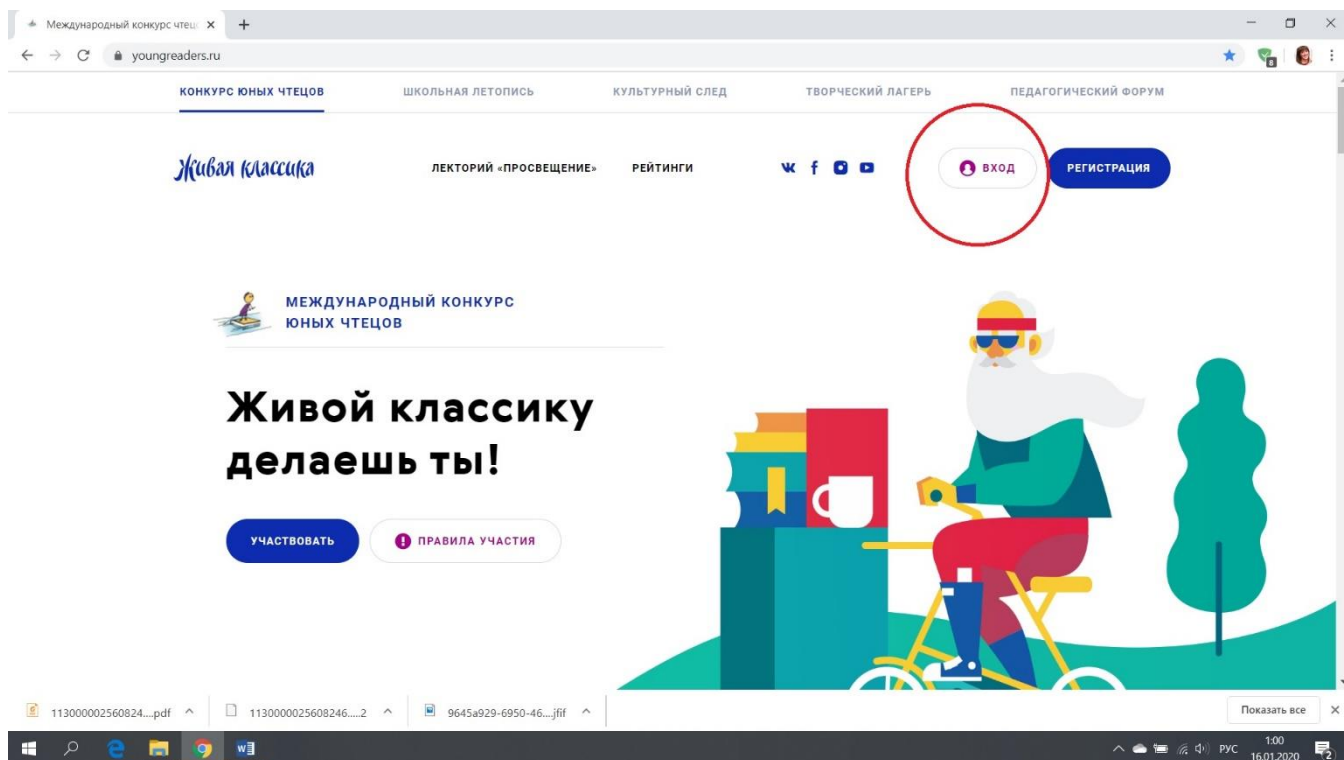 Международный конкурс чтец
youngreaders.ru
8
КОНКУРС ЮНЫХ ЧТЕЦОВ ШКОЛЬНАЯ ЛЕТОПИСЬ КУЛЬТУРНЫЙ СЛЕД ТВОРЧЕСКИЙ ЛАГЕРЬ ПЕДАГОГИЧЕСКИЙ ФОРУМ
Живая классика ЛЕКТОРИЙ «ПРОСВЕЩЕНИЕ» РЕЙТИНГИ ВХОД РЕГИСТРАЦИЯ
МЕЖДУНАРОДНЫЙ КОНКУРС
ЮНЫХ ЧТЕЦОВ
Живой классику
делаешь ты!
УЧАСТВОВАТЬ ПРАВИЛА УЧАСТИЯ
113000002560824....pdf 1130000025608246.....2 9645a929-6950-46....jfif Показать все
РУС 1:00
16.01.2020 2